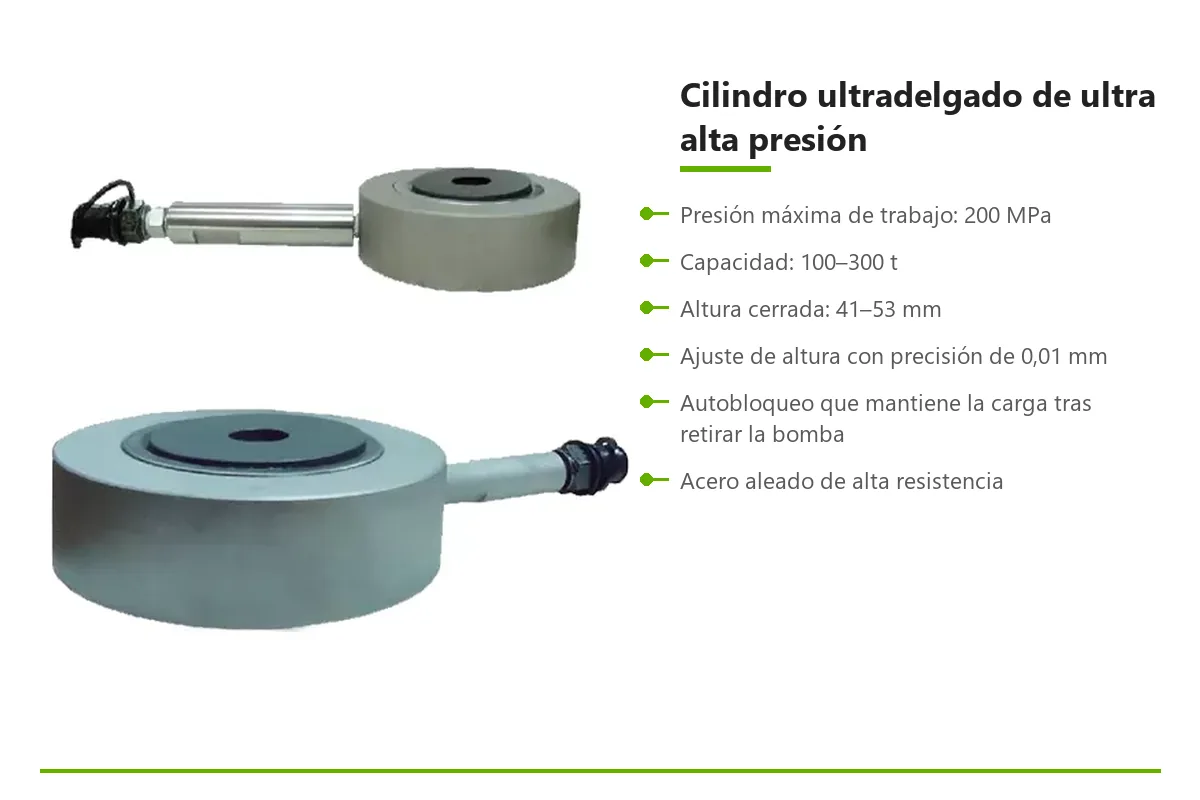 Cilindro ultradelgado de ultra
alta presión
Presión máxima de trabajo: 200 MPa
Capacidad: 100–300 t
Altura cerrada: 41–53 mm
Ajuste de altura con precisión de 0,01 mm
Autobloqueo que mantiene la carga tras
retirar la bomba
Acero aleado de alta resistencia